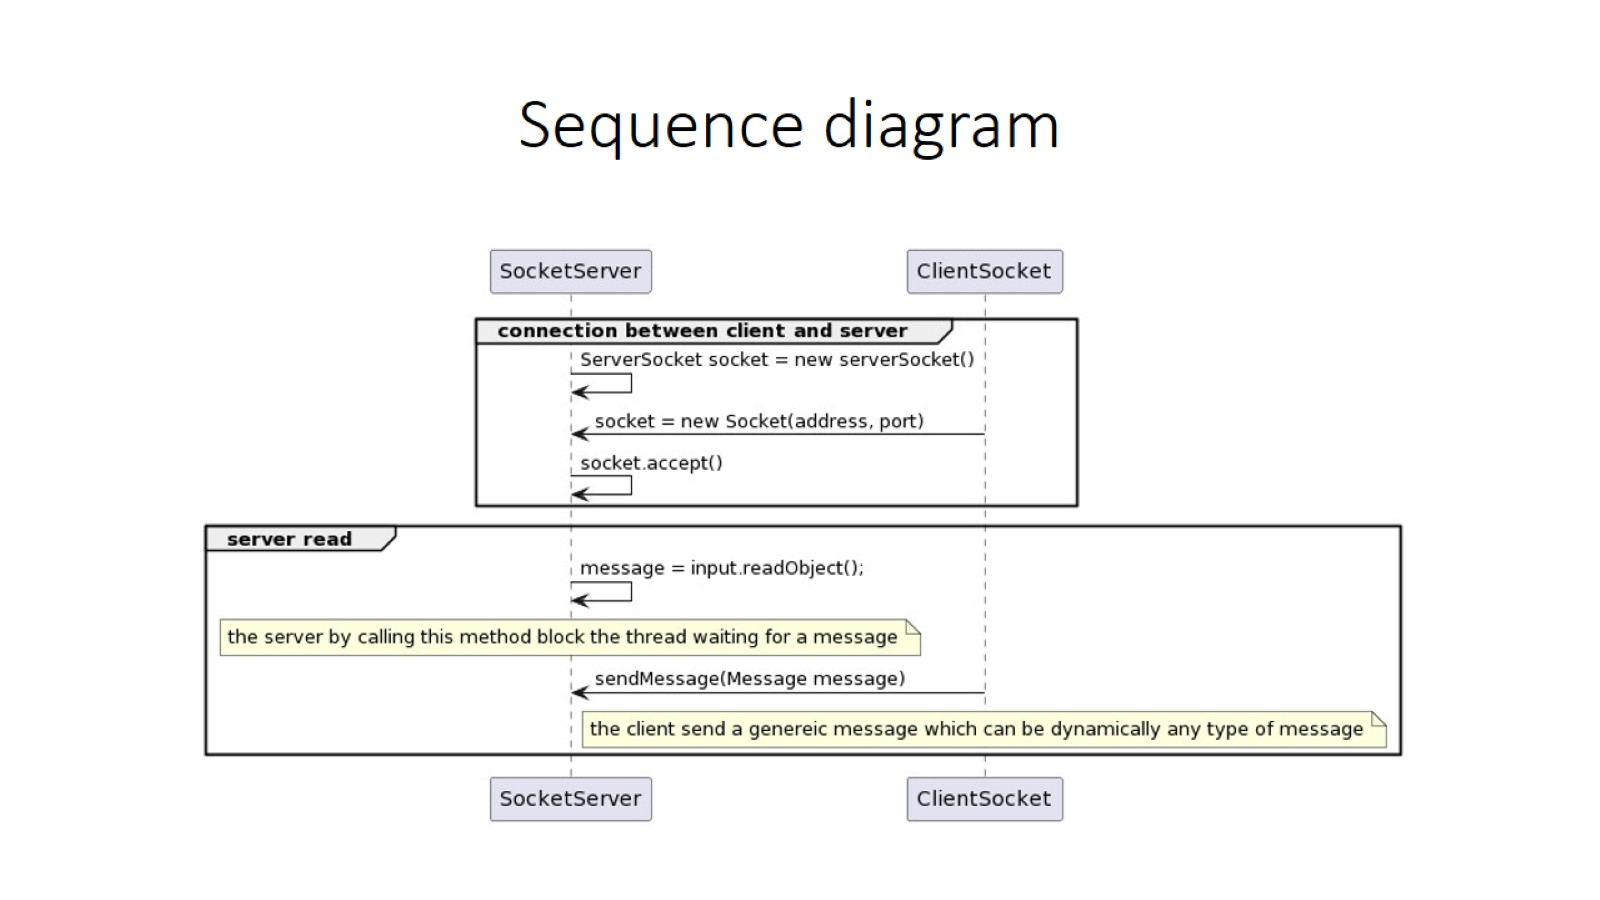 Sequence diagram
SocketServer
ClientSocket
connection between client and server
ServerSocket socket = new serverSocket()
socket = new Socket(address, port)
socket.accept()
server read
message = input.readObject();
the server by calling this method block the thread waiting for a message
sendMessage(Message message)
the client send a genereic message which can be dynamically any type of message
SocketServer
ClientSocket